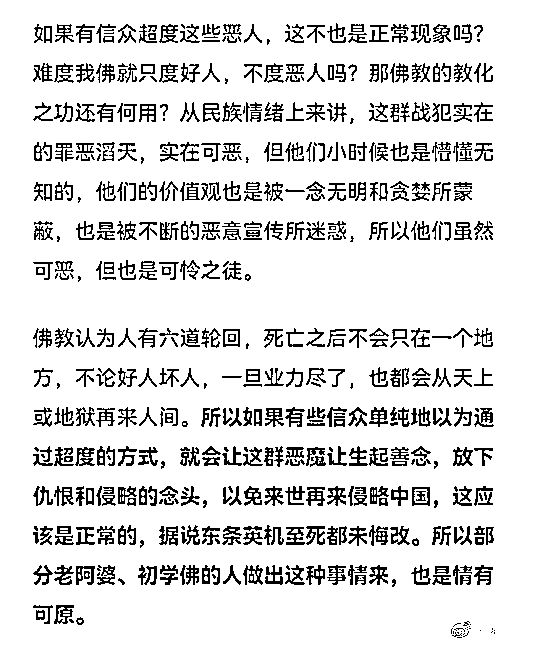 如果有信众超度这些恶人，这不也是正常现象吗？
难度我佛就只度好人，不度恶人吗？那佛教的教化
之功还有何用？从民族情绪上来讲，这群战犯实在
的罪恶滔天，实在可恶，但他们小时候也是懵懂无
知的，他们的价值观也是被一念无明和贪婪所蒙
蔽，也是被不断的恶意宣传所迷惑，所以他们虽然
可恶，但也是可怜之徒。
佛教认为人有六道轮回，死亡之后不会只在一个地
方，不论好人坏人，一旦业力尽了，也都会从天上
或地狱再来人间。所以如果有些信众单纯地以为通
过超度的方式，就会让这群恶魔让生起善念，放下
仇恨和侵略的念头，以免来世再来侵略中国，这应
该是正常的，据说东条英机至死都未悔改。所以部
分老阿婆、初学佛的人做出这种事情来，也是情有
可原。